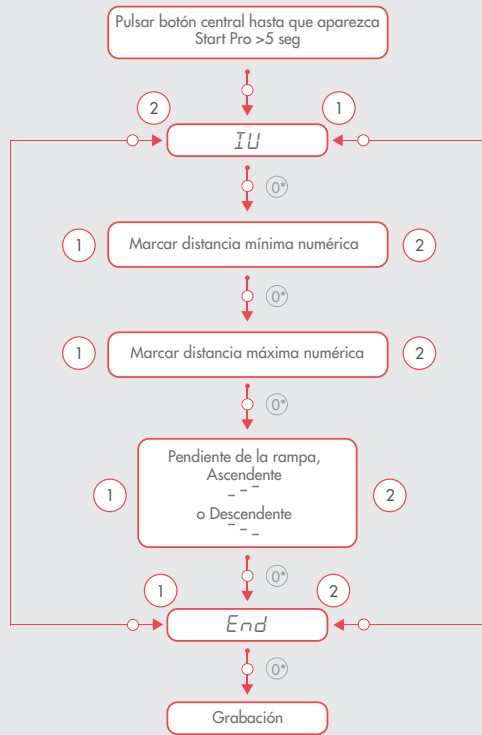 Pulsar botón central hasta que aparezca
Start Pro >5 seg
2
1
IU
0*
1
Marcar distancia mínima numérica
2
0*
1
Marcar distancia máxima numérica
2
0*
Pendiente de la rampa,
Ascendente
_ - ‾
1
2
o Descendente
‾ - _
0*
1
2
End
0*
Grabación